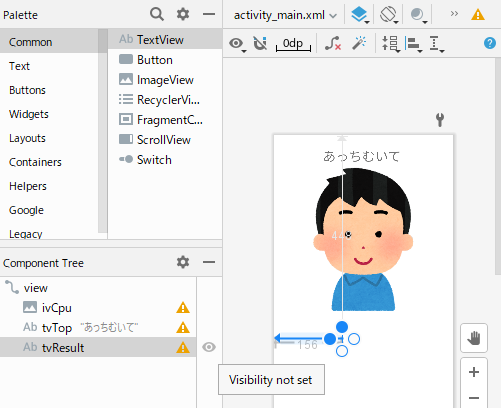 Palette
activity_main.xml
Common
Ab TextView
Text
Button
Buttons
ImageView
Widgets
RecyclerVi...
Layouts
FragmentC...
Containers
ScrollView
Helpers
Switch
Google
Legacy
0dp
?
あっちむいて
Component Tree
view
ivCpu
Ab tvTop "あっちむいて"
Ab tvResult
156
Visibility not set